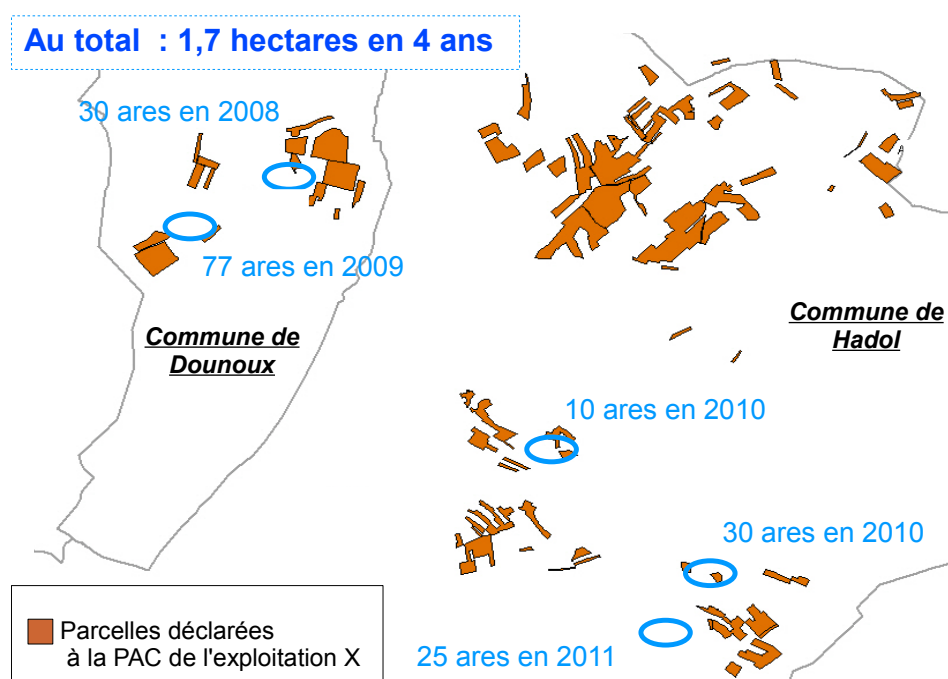 Au total : 1,7 hectares en 4 ans
30 ares en 2008
77 ares en 2009
Commune de
Dounoux
Commune de
Hadol
10 ares en 2010
30 ares en 2010
25 ares en 2011
Parcelles déclarées
à la PAC de l'exploitation X